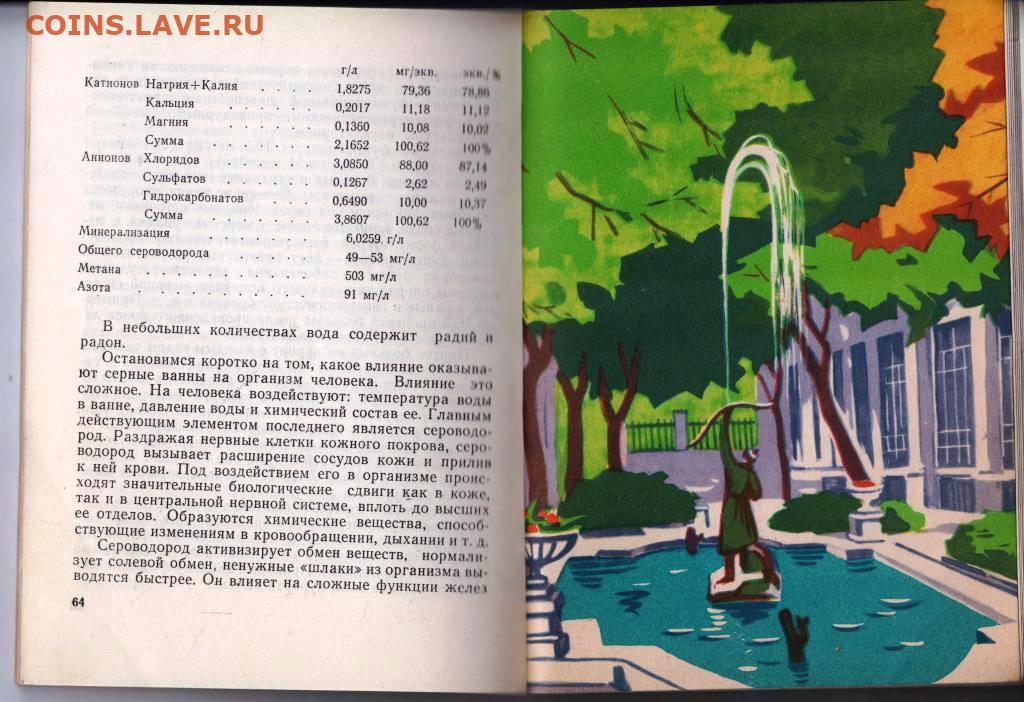 COINS.LAVE.RU
г/л мг/экв. экв./%
Катионов Натрия+Калия . . . . 1,8275 79,36 78,86
Кальция . . . . . . . 0,2017 11,18 11,12
Магния . . . . . 0,1360 10,08 10,02
Сумма . . . . . . 2,1652 100,62 100%
Анионов Хлоридов . . . . . . 3,0850 88,00 87,14
Сульфатов . . . . . . 0,1267 2,62 2,49
Гидрокарбонатов . . . . 0,6490 10,00 10,37
Сумма . . . . . . 3,8607 100,62 100%
Минерализация . . . . . . . 6,0259. г/л
Общего сероводорода . . . . . 49—53 мг/л
Метана . . . . . . . . . . 503 мг/л
Азота . . . . . . . . . . 91 мг/л
В небольших количествах вода содержит радий и
радон.
Остановимся коротко на том, какое влияние оказыва-
ют серные ванны на организм человека. Влияние это
сложное. На человека воздействуют: температура воды
в ванне, давление воды и химический состав ее. Главным
действующим элементом последнего является сероводо-
род. Раздражая нервные клетки кожного покрова, серо-
водород вызывает расширение сосудов кожи и прилив
к ней крови. Под воздействием его в организме проис-
ходят значительные биологические сдвиги как в коже,
так и в центральной нервной системе, вплоть до высших
ее отделов. Образуются химические вещества, способ-
ствующие изменениям в кровообращении, дыхании и т. д.
Сероводород активизирует обмен веществ, нормали-
зует солевой обмен, ненужные «шлаки» из организма вы-
водятся быстрее. Он влияет на сложные функции желез
64